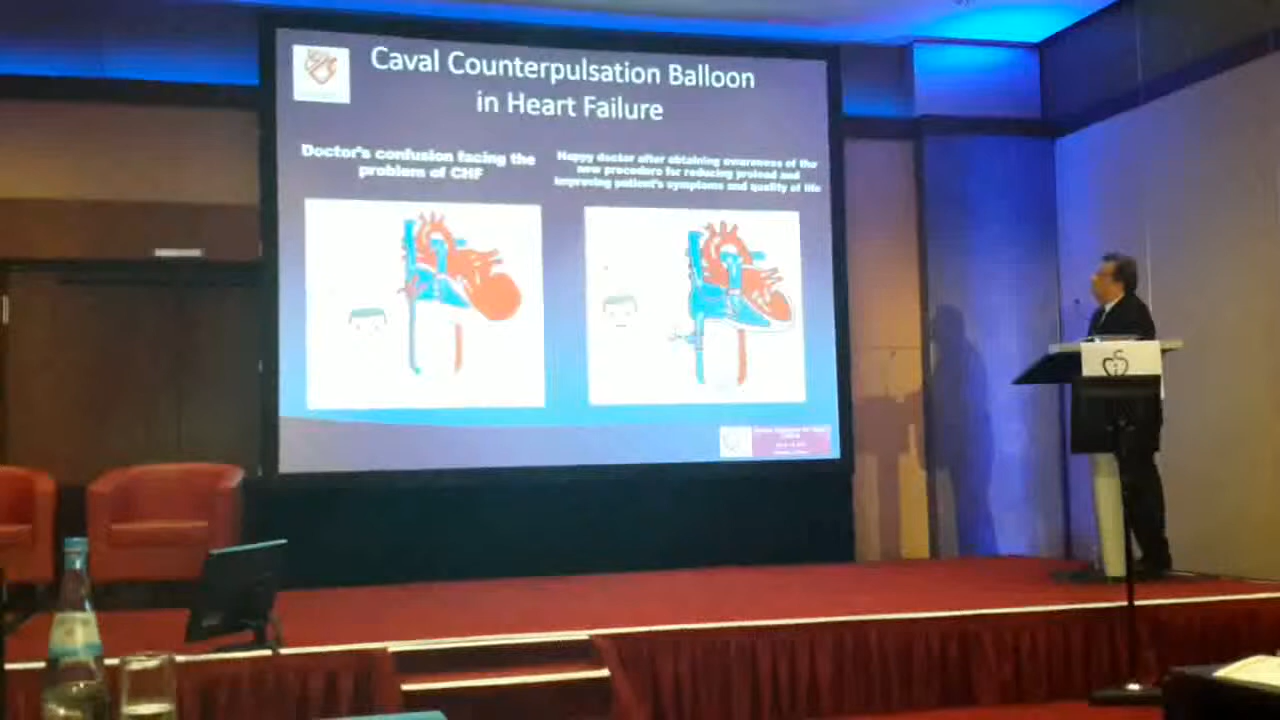 Caval Counterpulsation Balloon
in Heart Failure
Doctor's confusion facing the
problem of CHF
Happy doctor after obtaining awareness of the
new procedure for reducing preload and
improving patient's symptoms and quality of life